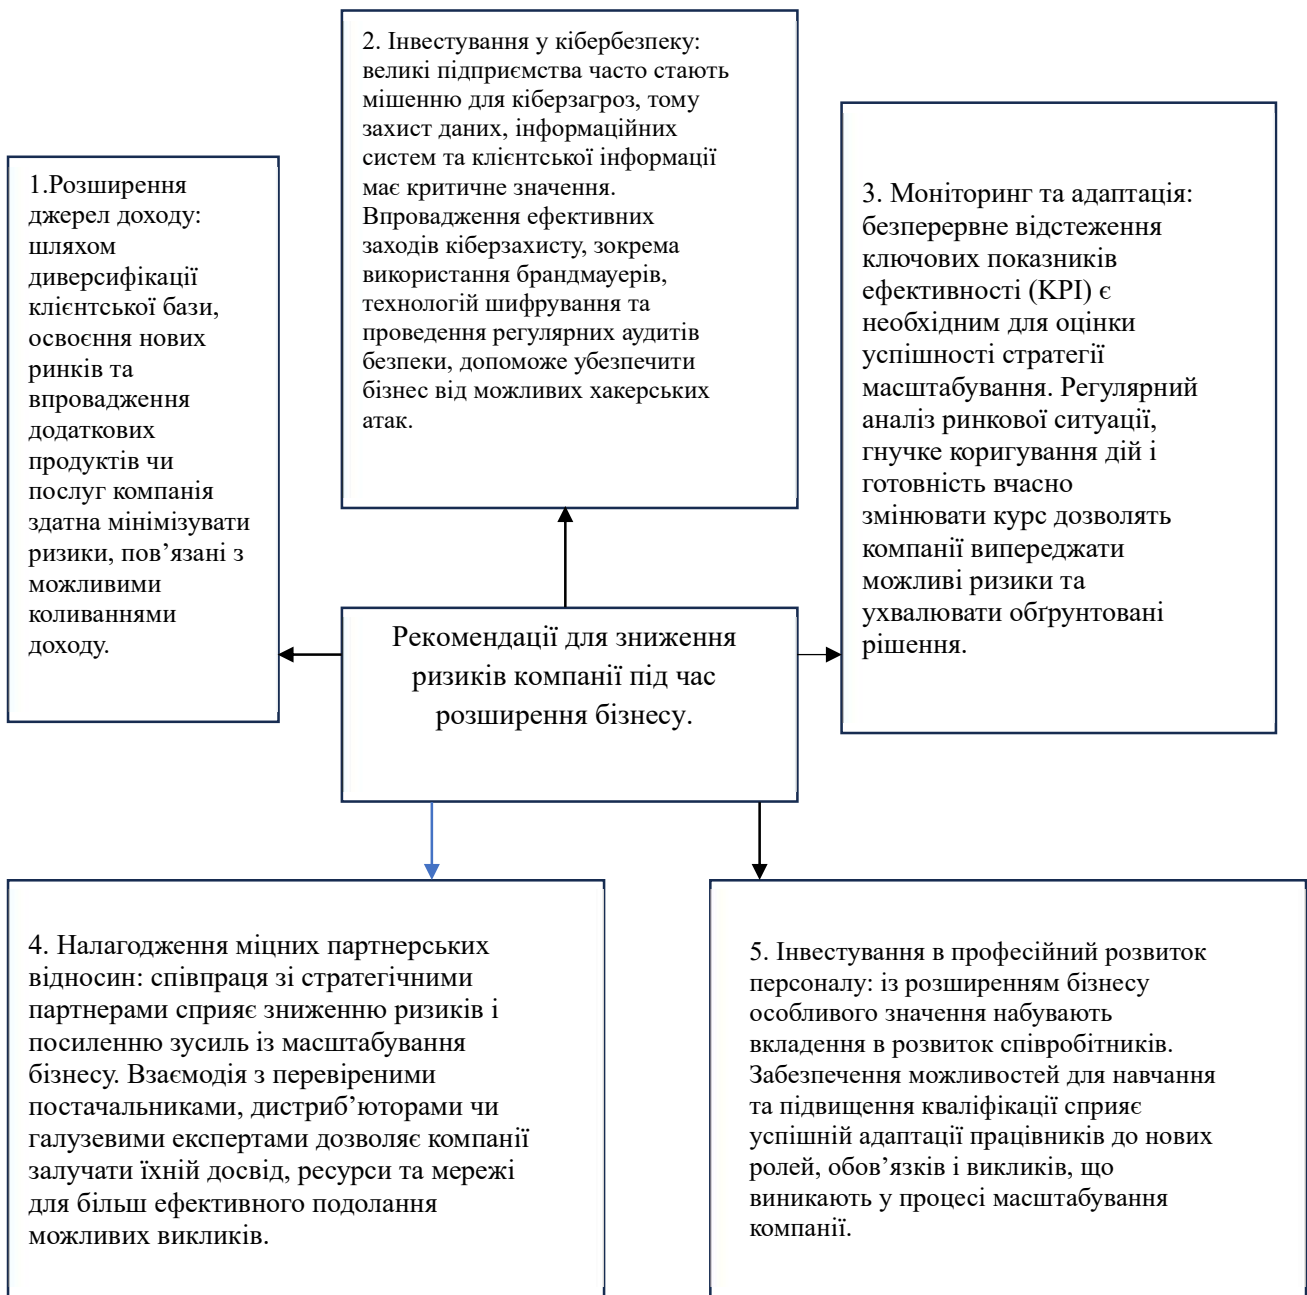 1.Розширення
джерел доходу:
шляхом
диверсифікації
клієнтської бази,
освоєння нових
ринків та
впровадження
додаткових
продуктів чи
послуг компанія
здатна мінімізувати
ризики, пов’язані з
можливими
коливаннями
доходу.
2. Інвестування у кібербезпеку:
великі підприємства часто стають
мішенню для кіберзагроз, тому
захист даних, інформаційних
систем та клієнтської інформації
має критичне значення.
Впровадження ефективних
заходів кіберзахисту, зокрема
використання брандмауерів,
технологій шифрування та
проведення регулярних аудитів
безпеки, допоможе убезпечити
бізнес від можливих хакерських
атак.
3. Моніторинг та адаптація:
безперервне відстеження
ключових показників
ефективності (KPI) є
необхідним для оцінки
успішності стратегії
масштабування. Регулярний
аналіз ринкової ситуації,
гнучке коригування дій і
готовність вчасно
змінювати курс дозволять
компанії випереджати
можливі ризики та
ухвалювати обґрунтовані
рішення.
Рекомендації для зниження
ризиків компанії під час
розширення бізнесу.
4. Налагодження міцних партнерських
відносин: співпраця зі стратегічними
партнерами сприяє зниженню ризиків і
посиленню зусиль із масштабування
бізнесу. Взаємодія з перевіреними
постачальниками, дистриб’юторами чи
галузевими експертами дозволяє компанії
залучати їхній досвід, ресурси та мережі
для більш ефективного подолання
можливих викликів.
5. Інвестування в професійний розвиток
персоналу: із розширенням бізнесу
особливого значення набувають
вкладення в розвиток співробітників.
Забезпечення можливостей для навчання
та підвищення кваліфікації сприяє
успішній адаптації працівників до нових
ролей, обов’язків і викликів, що
виникають у процесі масштабування
компанії.